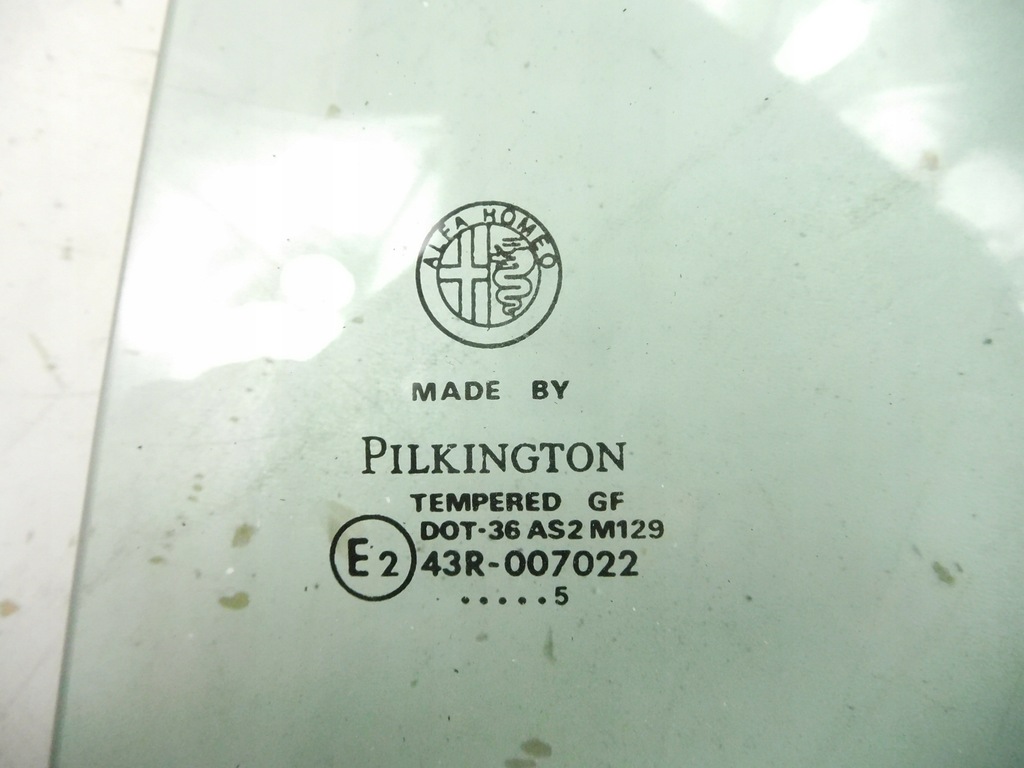 ALFA ROMEO
MADE BY
PILKINGTON
TEMPERED GF
DOT-36 AS2 M129
E2 43R-007022
.....5